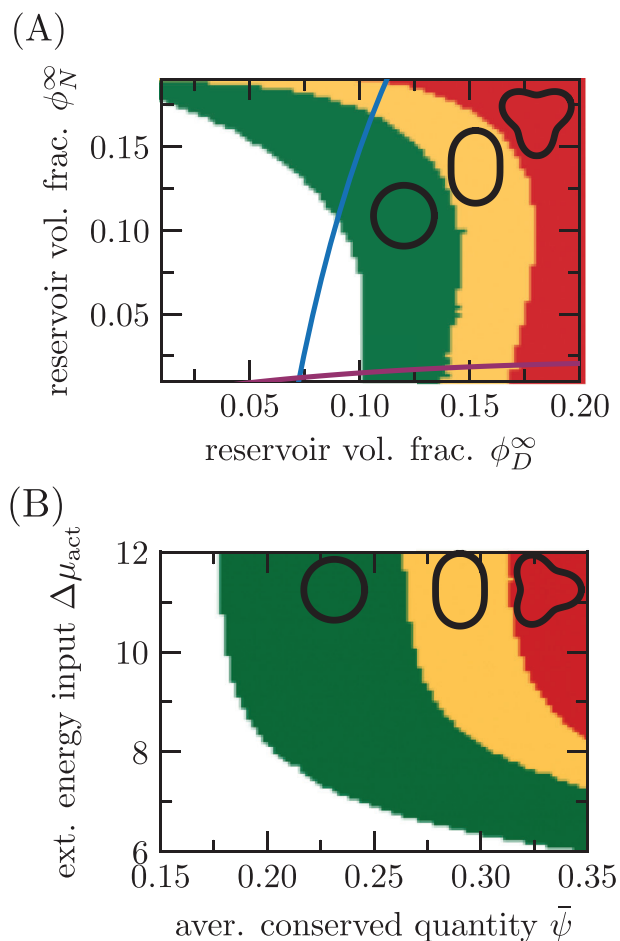 (A)
reservoir vol. frac. ϕ_N^∞
0.15
0.10
0.05
0.05 0.10 0.15 0.20
reservoir vol. frac. ϕ_D^∞
(B)
ext. energy input Δμ_act
12
10
8
6
0.15 0.20 0.25 0.30 0.35
aver. conserved quantity ψ̄